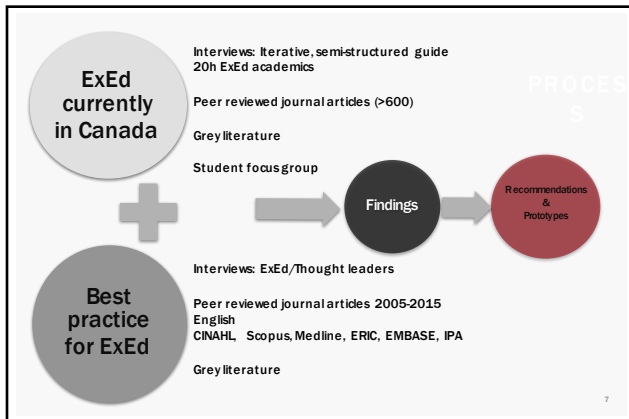 ExEd
currently
in Canada
Interviews: Iterative, semi-structured guide
20h ExEd academics
Peer reviewed journal articles (>600)
Grey literature
Student focus group
PROCES
S
Findings
Recommendations
&
Prototypes
Best
practice
for ExEd
Interviews: ExEd/Thought leaders
Peer reviewed journal articles 2005-2015
English
CINAHL, Scopus, Medline, ERIC, EMBASE, IPA
Grey literature
7